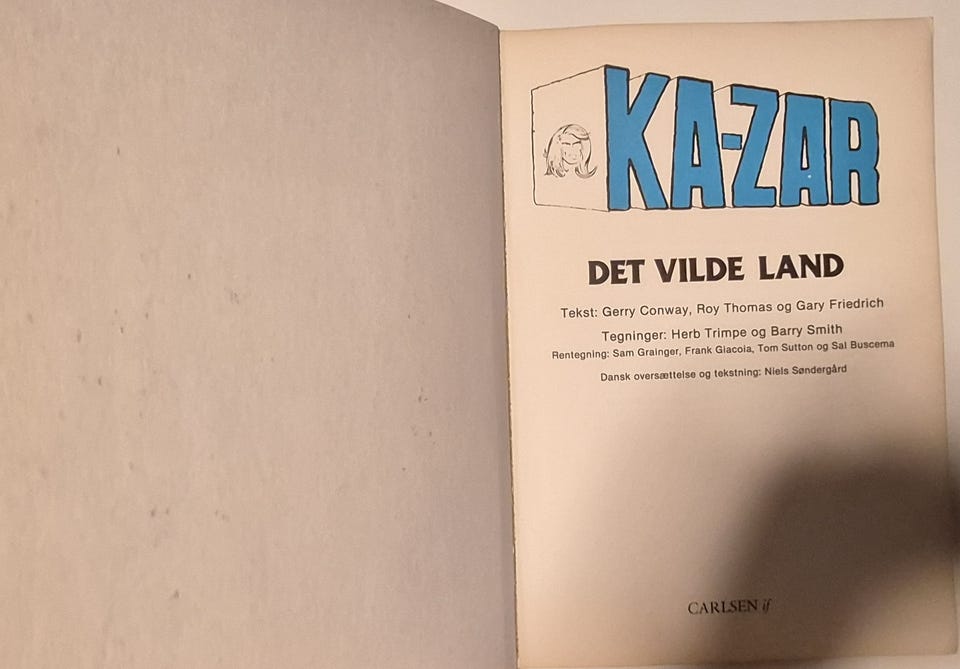 KA-ZAR
DET VILDE LAND
Tekst: Gerry Conway, Roy Thomas og Gary Friedrich
Tegninger: Herb Trimpe og Barry Smith
Rentegning: Sam Grainger, Frank Giacoia, Tom Sutton og Sal Buscema
Dansk oversættelse og tekstning: Niels Søndergård
CARLSEN if